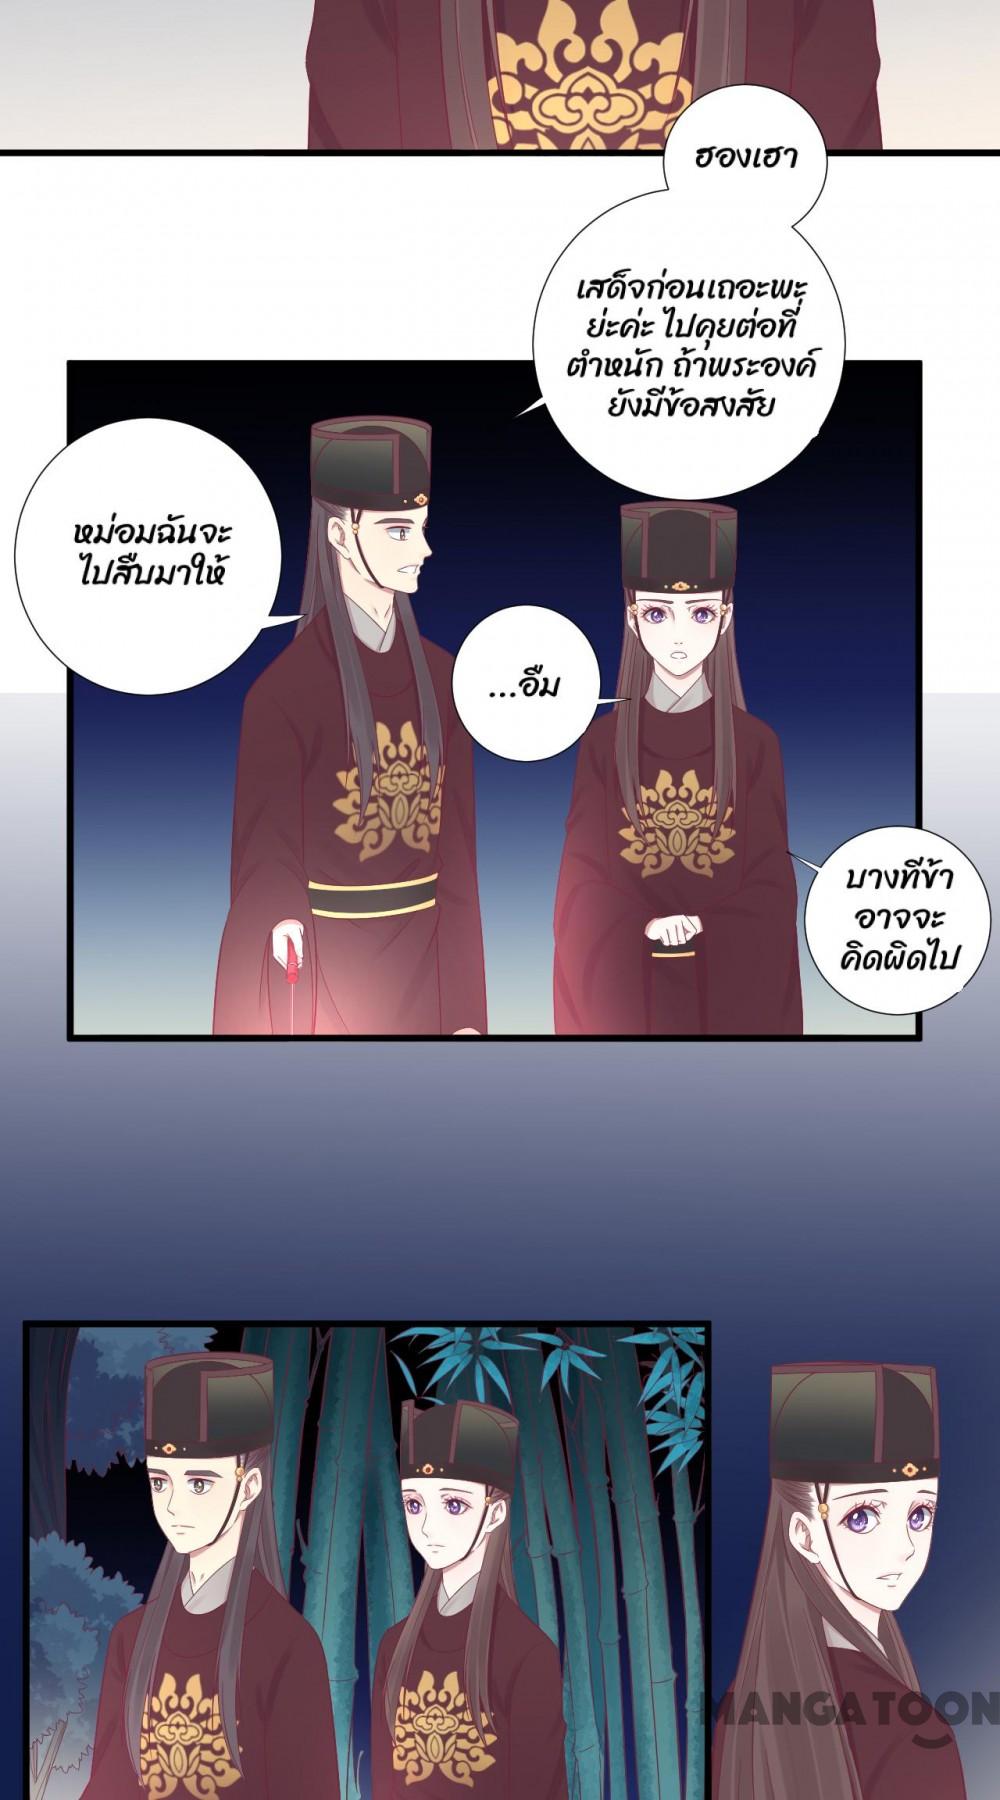 ฮองเฮา
เสด็จก่อนเถอะพะ
ย่ะค่ะ ไปคุยต่อที่
ตำหนัก ถ้าพระองค์
ยังมีข้อสงสัย
หม่อมฉันจะ
ไปสืบมาให้
...อืม
บางทีข้า
อาจจะ
คิดผิดไป
MANGATOON